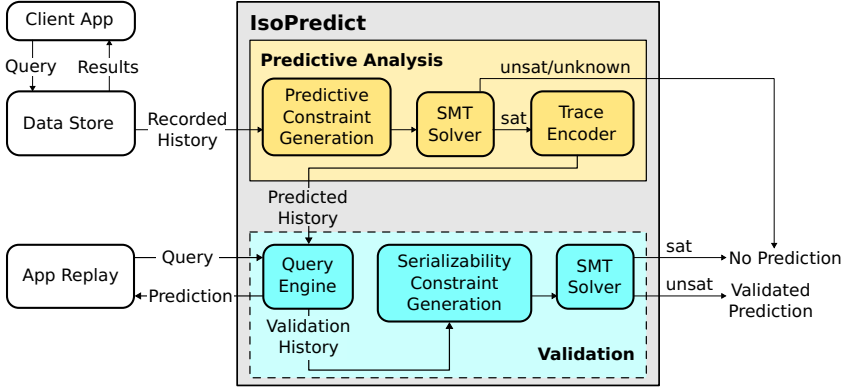 Client App
IsoPredict
Query
Results
Predictive Analysis
unsat/unknown
Data Store
Recorded
History
Predictive
Constraint
Generation
SMT
Solver
sat
Trace
Encoder
Predicted
History
App Replay
Query
Prediction
Query
Engine
Serializability
Constraint
Generation
SMT
Solver
sat
No Prediction
unsat
Validated
Prediction
Validation
History
Validation